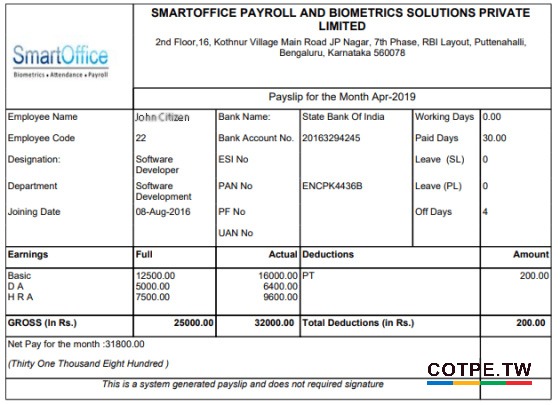 SMARTOFFICE PAYROLL AND BIOMETRICS SOLUTIONS PRIVATE
LIMITED
2nd Floor,16, Kothnur Village Main Road JP Nagar, 7th Phase, RBI Layout, Puttenahalli,
Bengaluru, Karnataka 560078
SmartOffice
Biometrics • Attendance • Payroll
Payslip for the Month Apr-2019
Employee Name John Citizen Bank Name: State Bank Of India Working Days 0.00
Employee Code 22 Bank Account No. 20163294245 Paid Days 30.00
Designation: Software Developer ESI No Leave (SL) 0
Department Software Development PAN No ENCPK4436B Leave (PL) 0
Joining Date 08-Aug-2016 PF No Off Days 4
UAN No
Earnings Full Actual Deductions Amount
Basic 12500.00 16000.00 PT 200.00
D A 5000.00 6400.00
H R A 7500.00 9600.00
GROSS (In Rs.) 25000.00 32000.00 Total Deductions (in Rs.) 200.00
Net Pay for the month :31800.00
(Thirty One Thousand Eight Hundred )
COTPE.TW
This is a system generated payslip and does not required signature